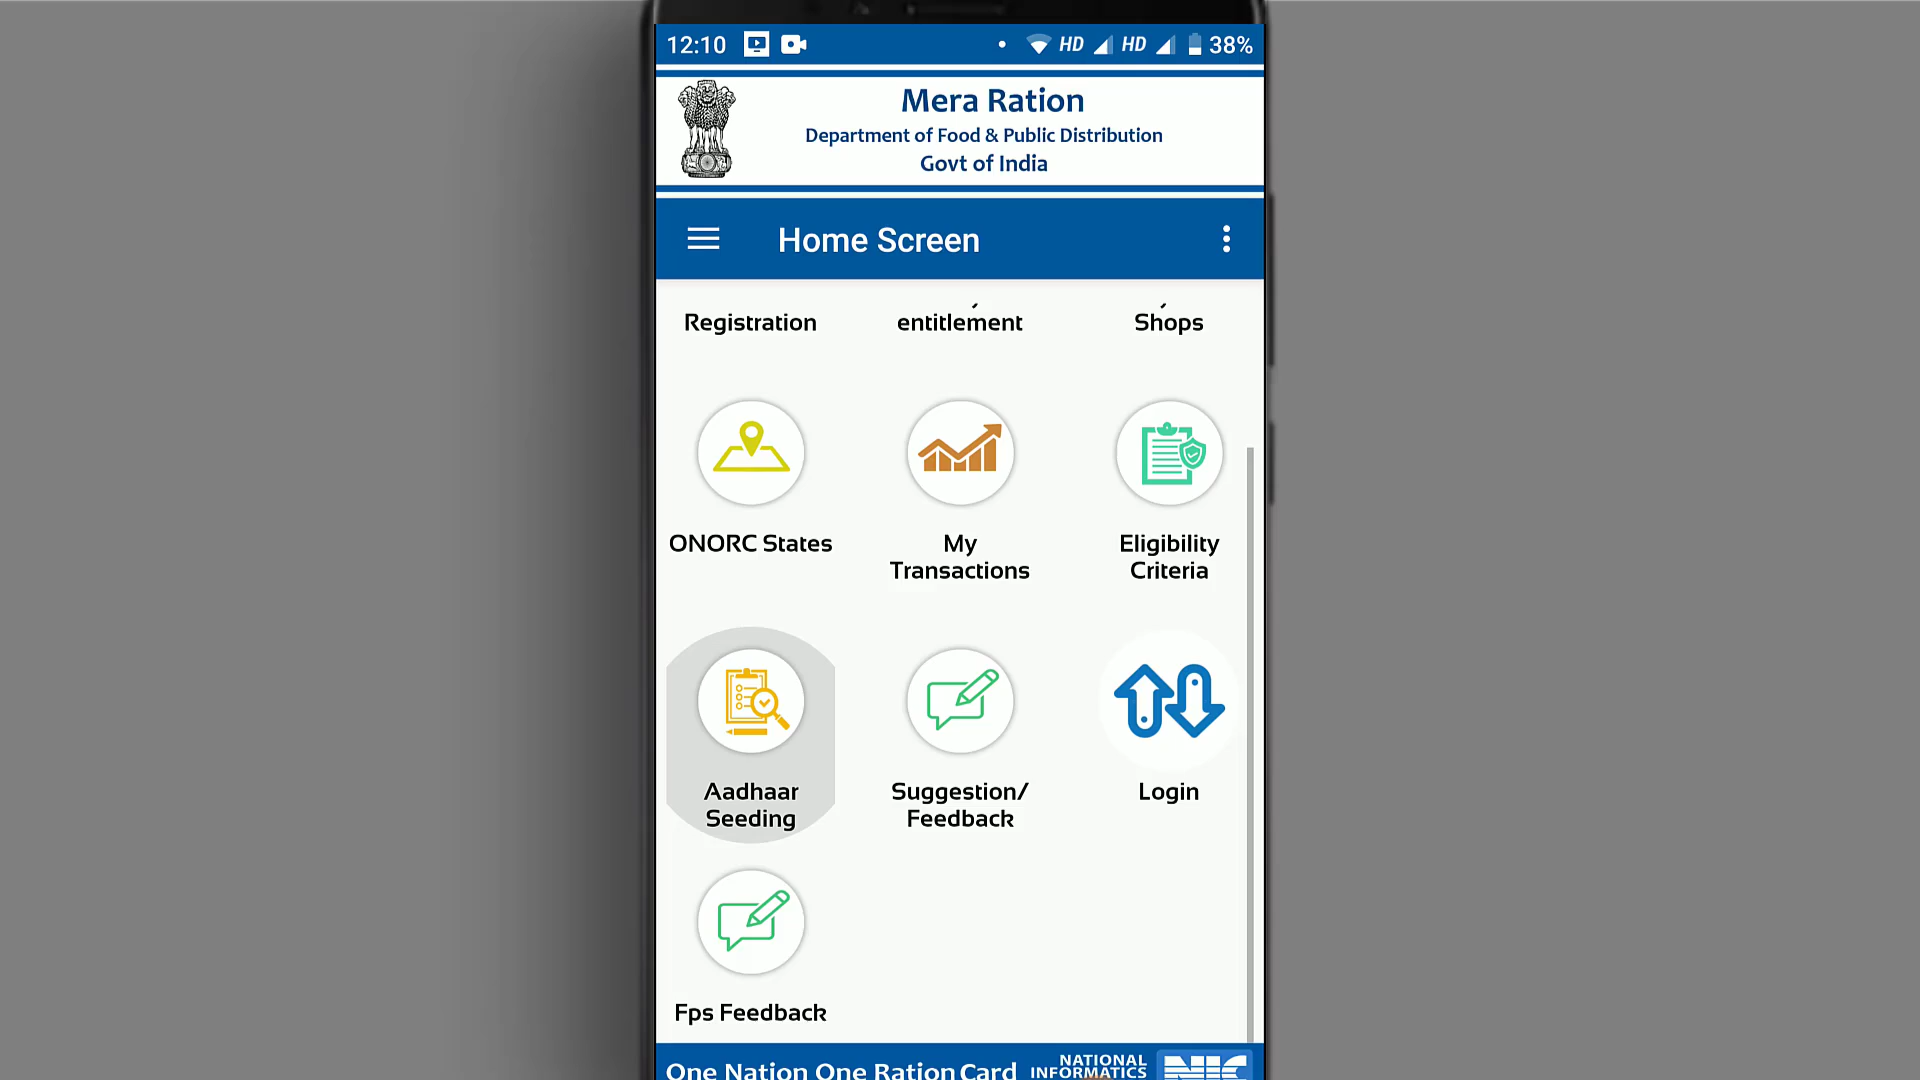 12:10 HD HD 38%
Mera Ration
Department of Food & Public Distribution
Govt of India
Home Screen
Registration
entitlement
Shops
ONORC States
My
Transactions
Eligibility
Criteria
Aadhaar
Seeding
Suggestion/
Feedback
Login
Fps Feedback
One Nation One Ration Card
NATIONAL
INFORMATICS
NIC